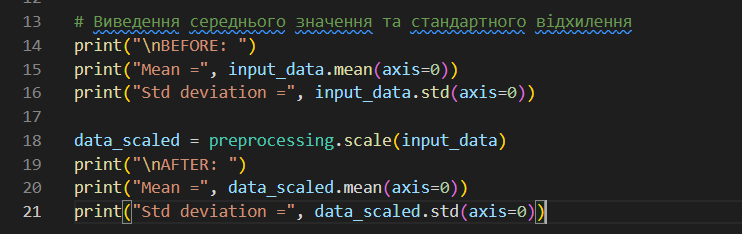 13 # Виведення середнього значення та стандартного відхилення
14 print("\nBEFORE: ")
15 print("Mean =", input_data.mean(axis=0))
16 print("Std deviation =", input_data.std(axis=0))
17
18 data_scaled = preprocessing.scale(input_data)
19 print("\nAFTER: ")
20 print("Mean =", data_scaled.mean(axis=0))
21 print("Std deviation =", data_scaled.std(axis=0))